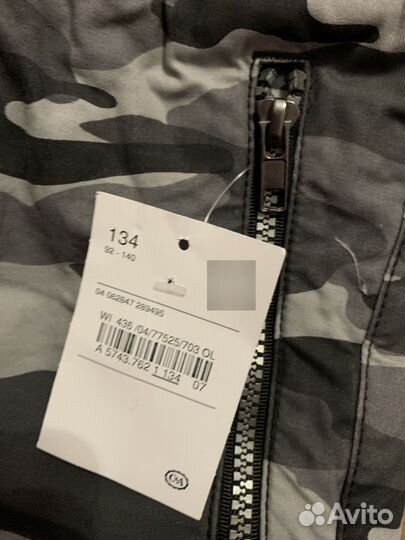 134
92 - 140
04 062847 289495
WI 436 /04/77525/703 OL
A 5743.762 1 134 07
Avito